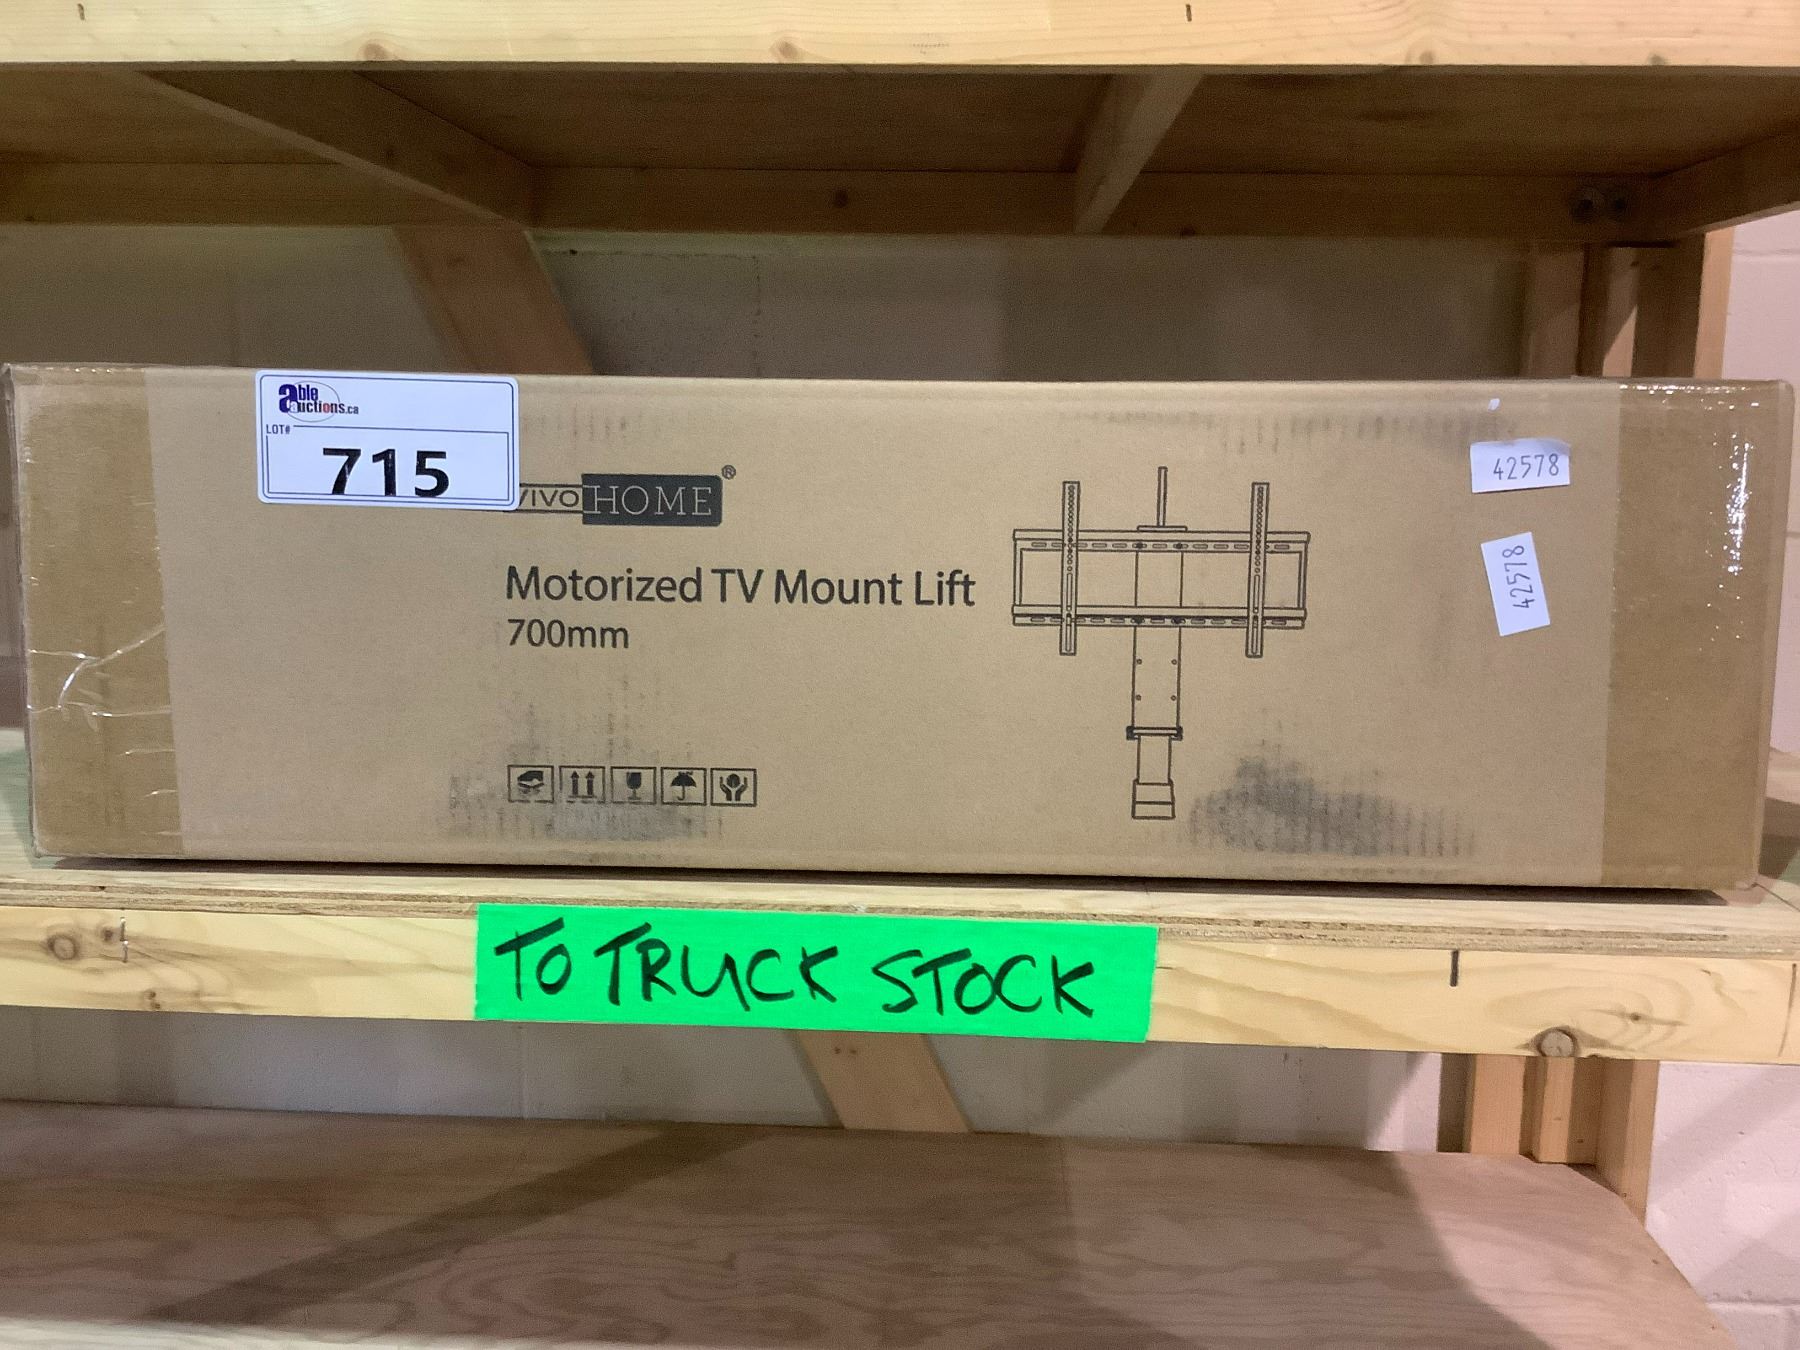 able auctions.ca
LOT#
715
VIVO HOME®
Motorized TV Mount Lift
700mm
42578
42578
TO TRUCK STOCK